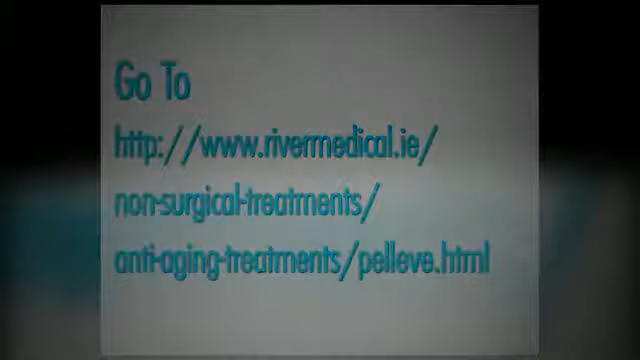 Go To
http://www.rivermedical.ie/
non-surgical-treatments/
anti-aging-treatments/pelleve.html